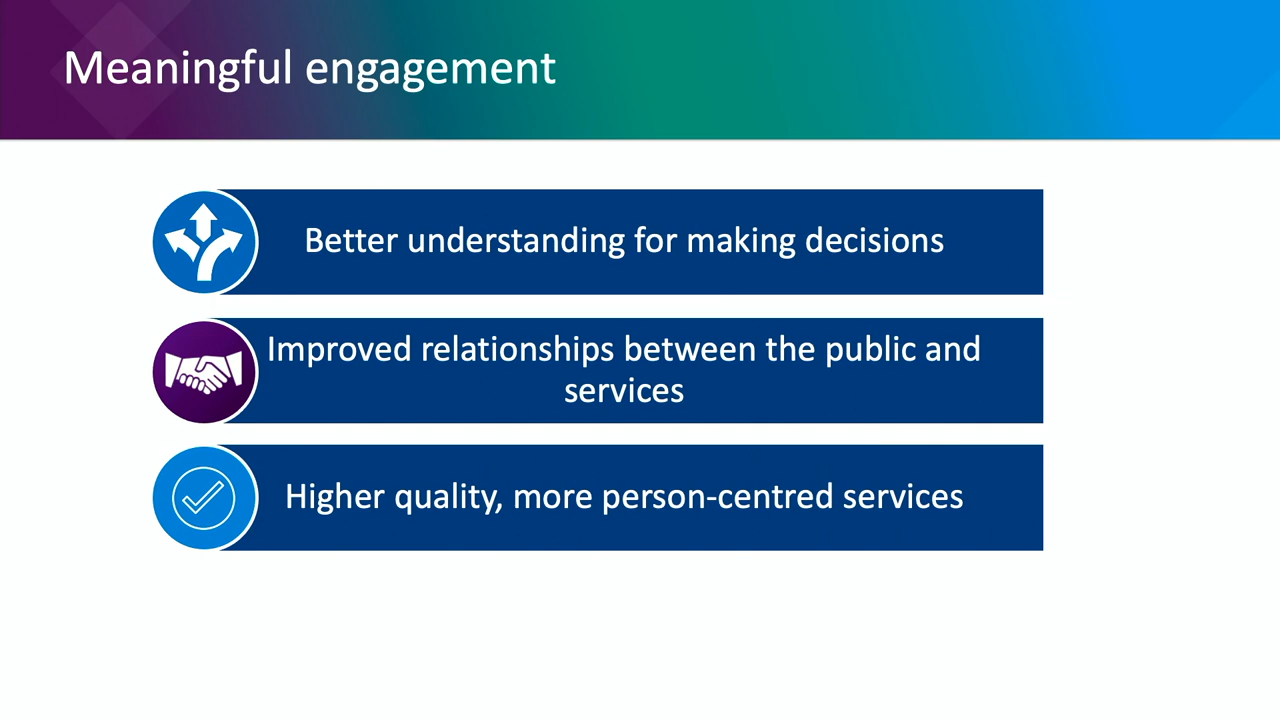 Meaningful engagement
Better understanding for making decisions
Improved relationships between the public and
services
Higher quality, more person-centred services